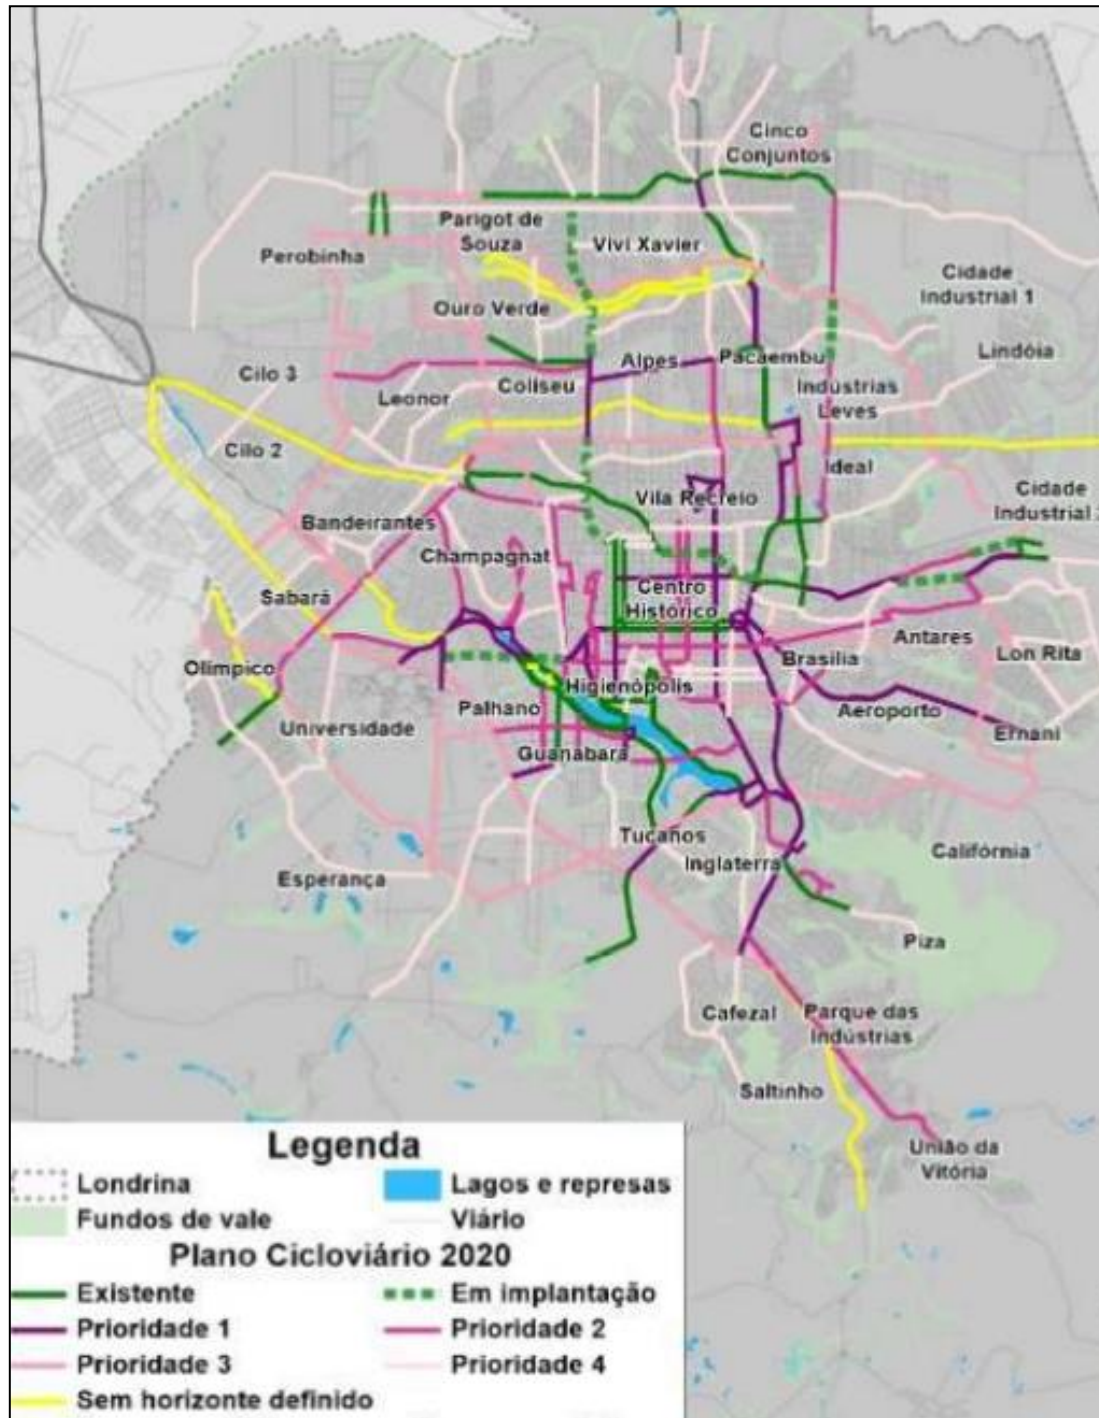 Cinco
Conjuntos
Parigot de
Souza
Vivi Xavier
Perobinha
Cidade
Industrial 1
Ouro Verde
Lindóia
Alpes
Pacaembu
Cilo 3
Coliseu
Indústrias
Leves
Leonor
Cilo 2
Ideal
Vila Recreio
Cidade
Industrial
Bandeirantes
Champagnat
Centro
Histórico
Sabará
Antares
Brasília
Lon Rita
Olímpico
Higienópolis
Palhano
Aeroporto
Universidade
Ernani
Guanabara
Tucanos
Inglaterra
Califórnia
Esperança
Piza
Cafezal
Parque das
Indústrias
Saltinho
União da
Vitória
Legenda
Londrina
Lagos e represas
Fundos de vale
Viário
Plano Cicloviário 2020
Existente
Em implantação
Prioridade 1
Prioridade 2
Prioridade 3
Prioridade 4
Sem horizonte definido